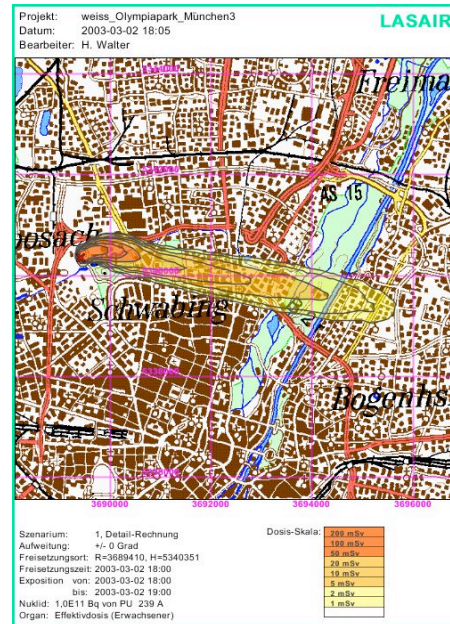 Projekt: weiss_Olympiapark_München3
LASAIR
Datum: 2003-03-02 18:05
Bearbeiter: H. Walter
Freima
AS 15
osach
Schwabing
Bogenhs
3690000 3692000 3694000 3696000
Szenarium: 1, Detail-Rechnung
Aufweitung: +/- 0 Grad
Freisetzungsort: R=3689410, H=5340351
Freisetzungszeit: 2003-03-02 18:00
Exposition von: 2003-03-02 18:00
bis: 2003-03-02 19:00
Nuklid: 1,0E11 Bq von PU 239 A
Organ: Effektivdosis (Erwachsener)
Dosis-Skala:
200 mSv
100 mSv
50 mSv
20 mSv
10 mSv
5 mSv
2 mSv
1 mSv